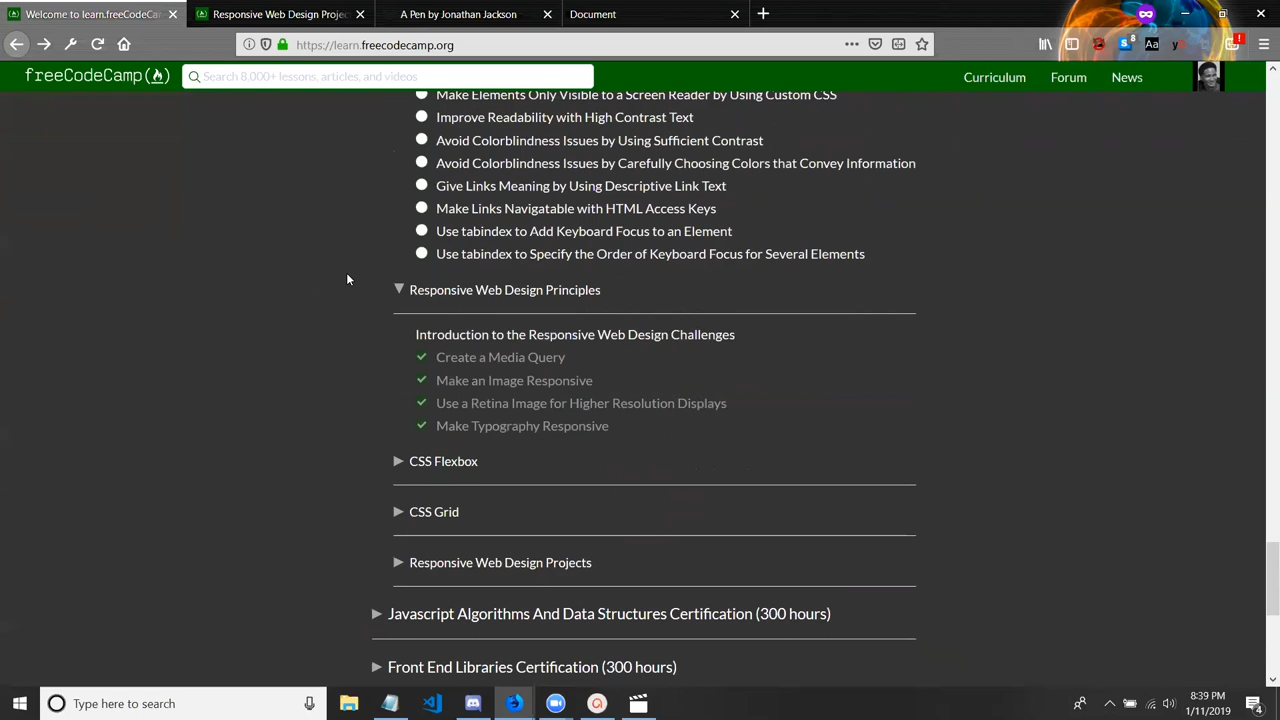 Welcome to learn.freeCodeCa
Responsive Web Design Proje
A Pen by Jonathan Jackson
Document
https://learn.freecodecamp.org
8
Aa
!
freeCodeCamp
Search 8,000+ lessons, articles, and videos
Curriculum
Forum
News
Make Elements Only Visible to a Screen Reader by Using Custom CSS
Improve Readability with High Contrast Text
Avoid Colorblindness Issues by Using Sufficient Contrast
Avoid Colorblindness Issues by Carefully Choosing Colors that Convey Information
Give Links Meaning by Using Descriptive Link Text
Make Links Navigatable with HTML Access Keys
Use tabindex to Add Keyboard Focus to an Element
Use tabindex to Specify the Order of Keyboard Focus for Several Elements
Responsive Web Design Principles
Introduction to the Responsive Web Design Challenges
Create a Media Query
Make an Image Responsive
Use a Retina Image for Higher Resolution Displays
Make Typography Responsive
CSS Flexbox
CSS Grid
Responsive Web Design Projects
Javascript Algorithms And Data Structures Certification (300 hours)
Front End Libraries Certification (300 hours)
Type here to search
8:39 PM
1/11/2019
4